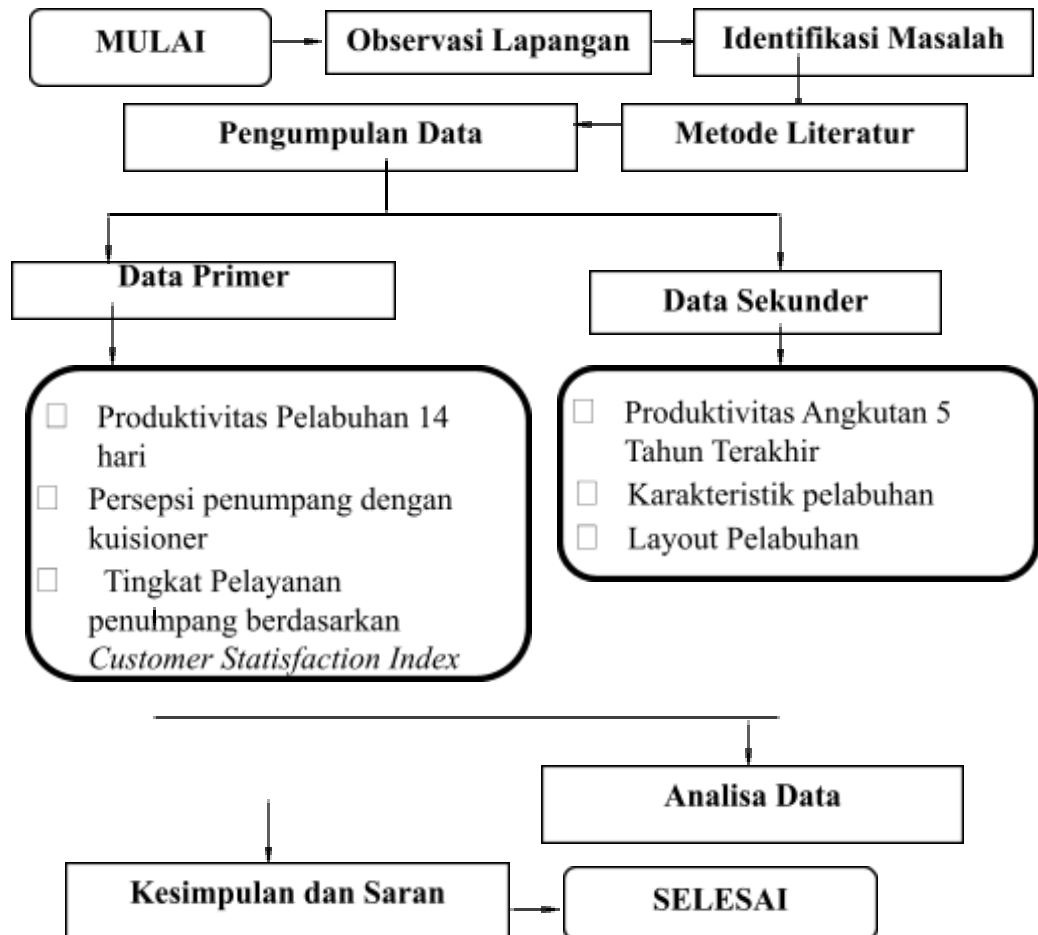 MULAI
Observasi Lapangan
Identifikasi Masalah
Pengumpulan Data
Metode Literatur
Data Primer
Data Sekunder
Produktivitas Pelabuhan 14
hari
Persepsi penumpang dengan
kuisioner
Tingkat Pelayanan
penumpang berdasarkan
Customer Statisfaction Index
Produktivitas Angkutan 5
Tahun Terakhir
Karakteristik pelabuhan
Layout Pelabuhan
Analisa Data
Kesimpulan dan Saran
SELESAI